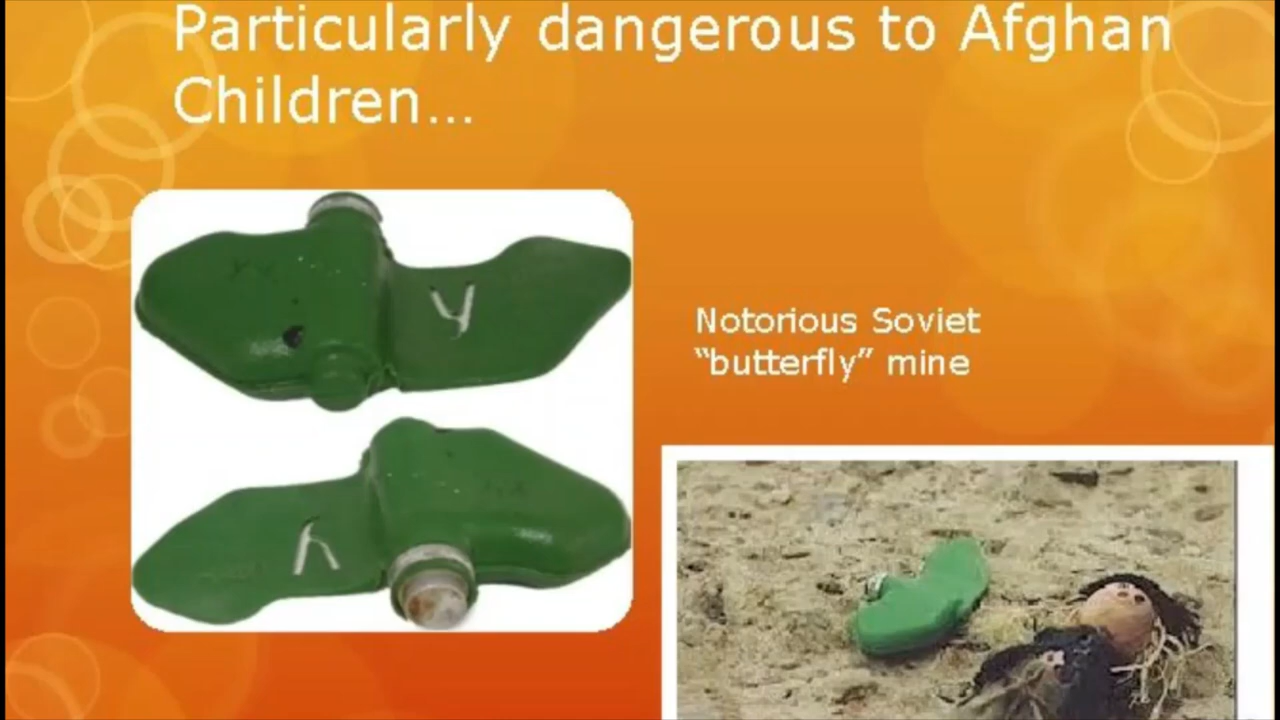 Particularly dangerous to Afghan
Children...
У
Notorious Soviet
“butterfly” mine
У